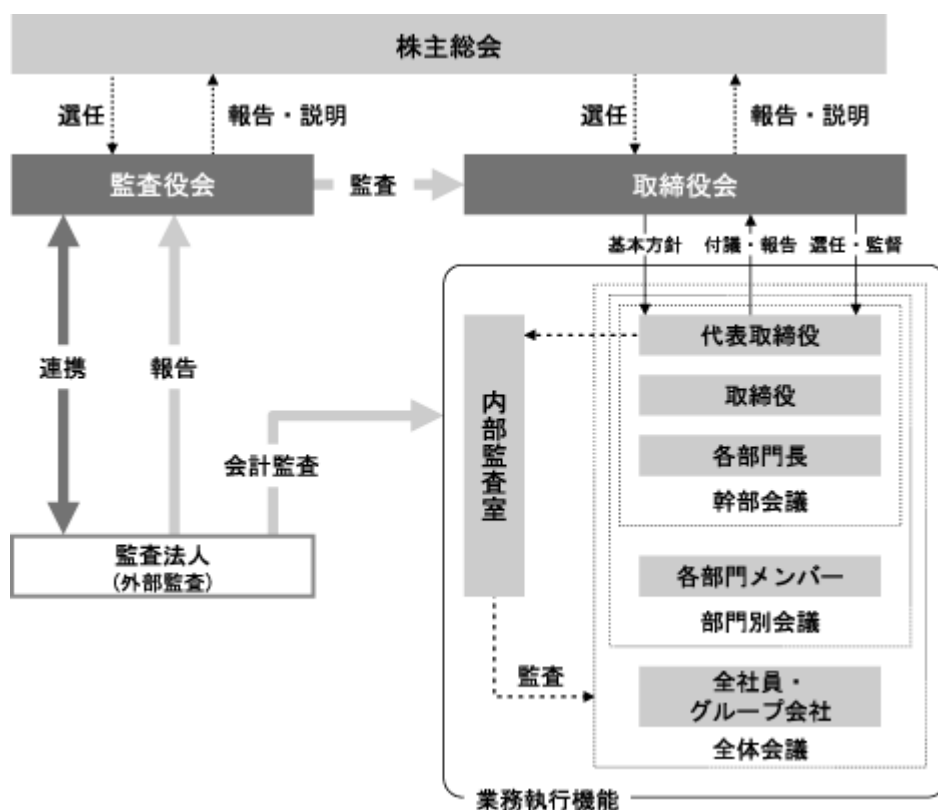 株主総会
選任
報告・説明
選任
報告・説明
監査役会
監査
取締役会
基本方針
付議・報告
選任・監督
代表取締役
連携
報告
取締役
内部監査室
会計監査
各部門長
幹部会議
監査法人
(外部監査)
各部門メンバー
部門別会議
監査
全社員・
グループ会社
全体会議
業務執行機能